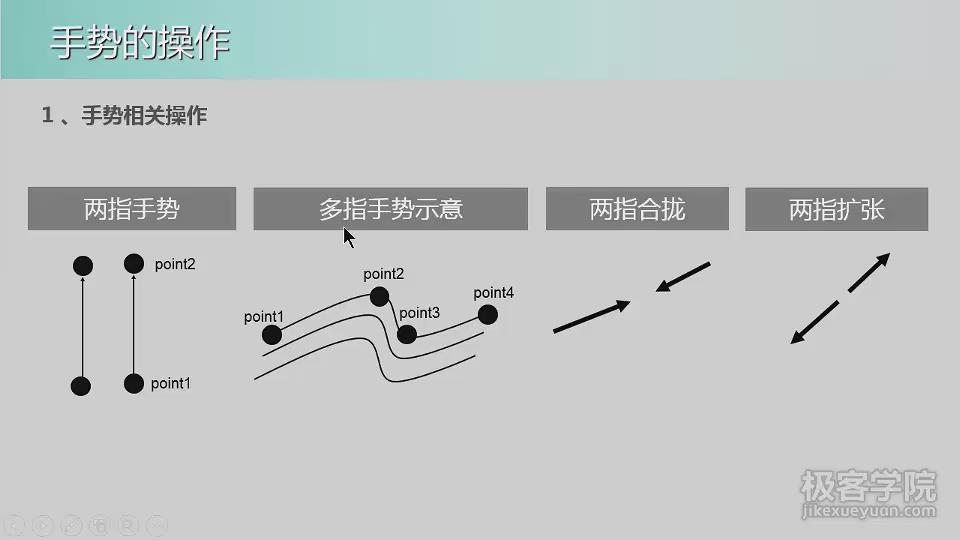 手势的操作
1 、手势相关操作
两指手势
多指手势示意
两指合拢
两指扩张
point2
point1
point1
point2
point3
point4
极客学院
jikexueyuan.com